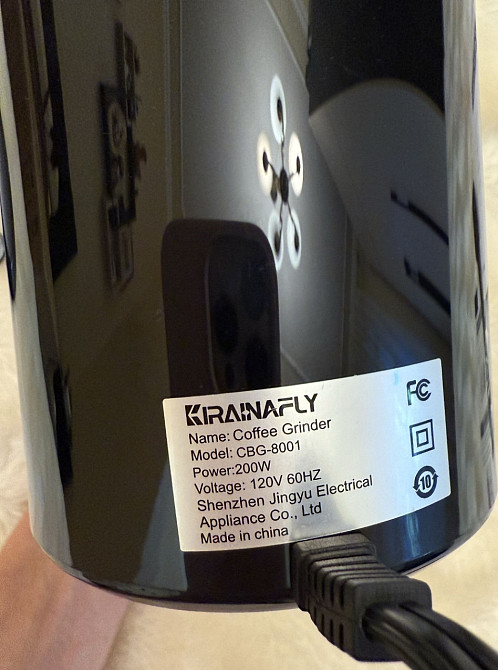 KIRAINAFLY
Name: Coffee Grinder
Model: CBG-8001
Power:200W
Voltage: 120V 60HZ
Shenzhen Jingyu Electrical
Appliance Co., Ltd
Made in china
FC
10